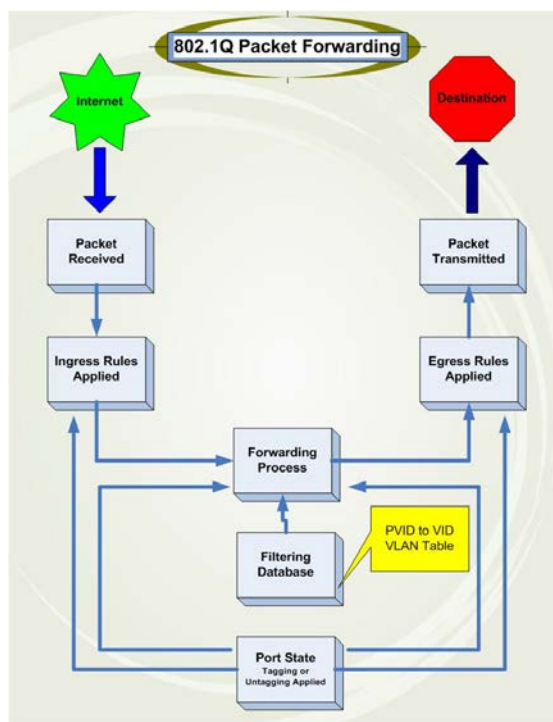 802.1Q Packet Forwarding
Internet
Destination
Packet
Received
Packet
Transmitted
Ingress Rules
Applied
Egress Rules
Applied
Forwarding
Process
PVID to VID
VLAN Table
Filtering
Database
Port State
Tagging or
Untagging Applied